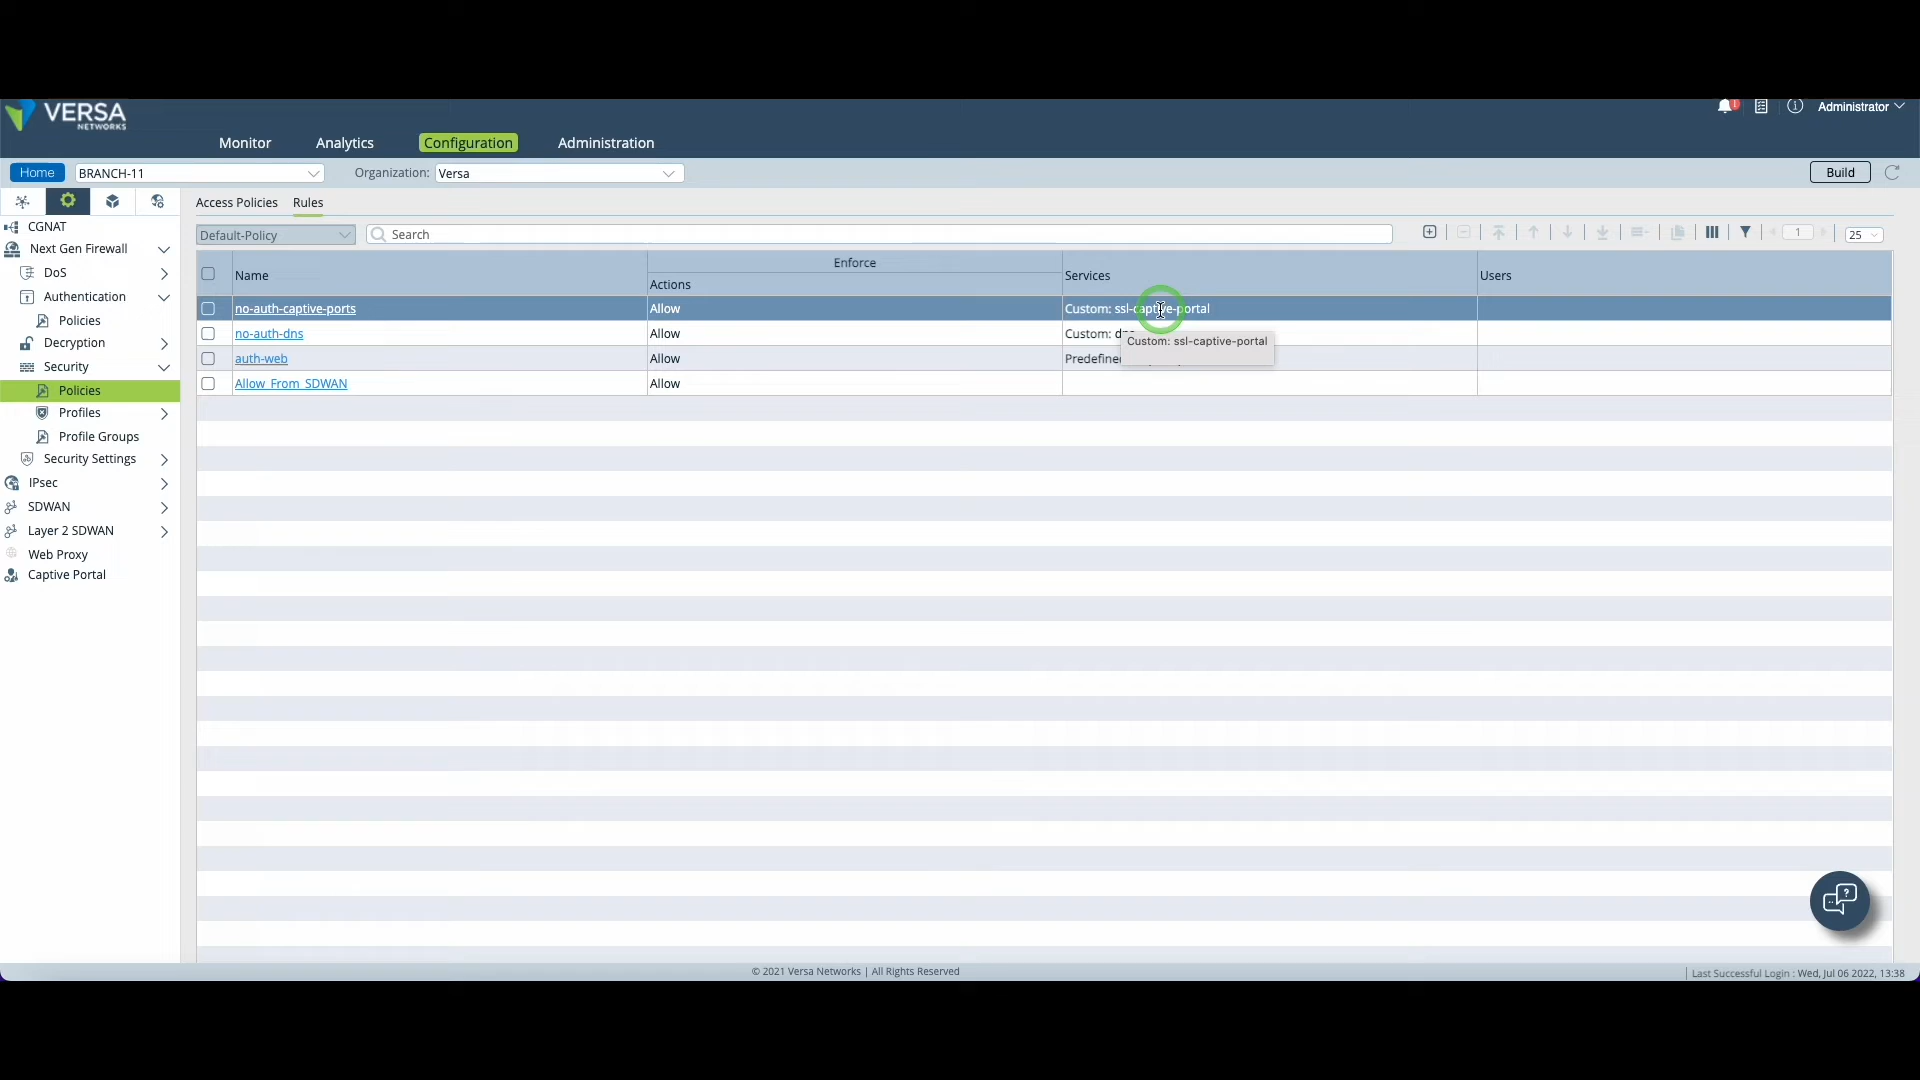 VERSA
NETWORKS
1
Administrator
Monitor
Analytics
Configuration
Administration
Home
BRANCH-11
Organization:
Versa
Build
Access Policies
Rules
CGNAT
Next Gen Firewall
DoS
Authentication
Policies
Decryption
Security
Policies
Profiles
Profile Groups
Security Settings
IPsec
SDWAN
Layer 2 SDWAN
Web Proxy
Captive Portal
Default-Policy
Search
1
25
Name
Enforce
Actions
Services
Users
no-auth-captive-ports
Allow
Custom: ssl-captive-portal
no-auth-dns
Allow
Custom:
Custom: ssl-captive-portal
auth-web
Allow
Allow_From_SDWAN
Allow
© 2021 Versa Networks | All Rights Reserved
Last Successful Login : Wed, Jul 06 2022, 13:38